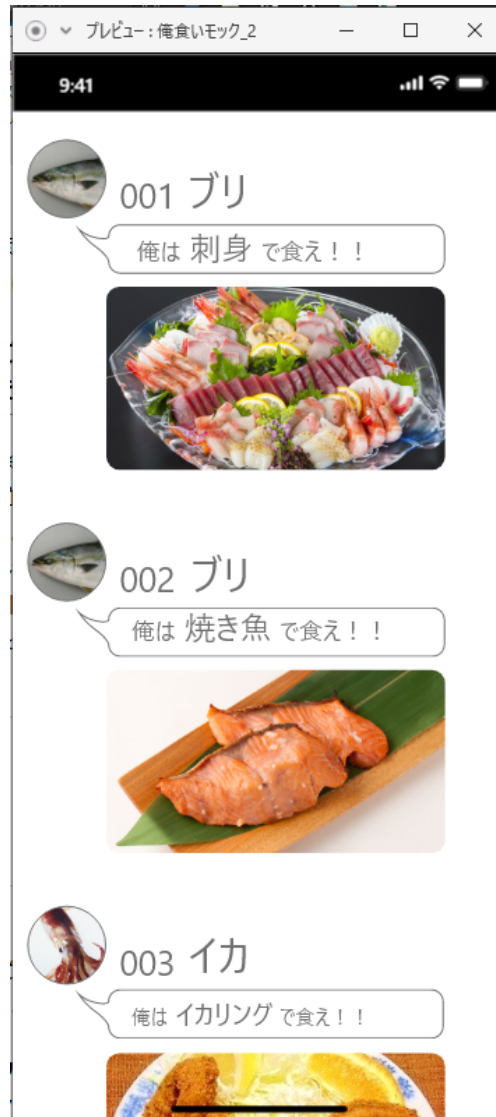 プレビュー : 俺食いモック_2
9:41
001 ブリ
俺は 刺身 で食え！！
002 ブリ
俺は 焼き魚 で食え！！
003 イカ
俺は イカリング で食え！！